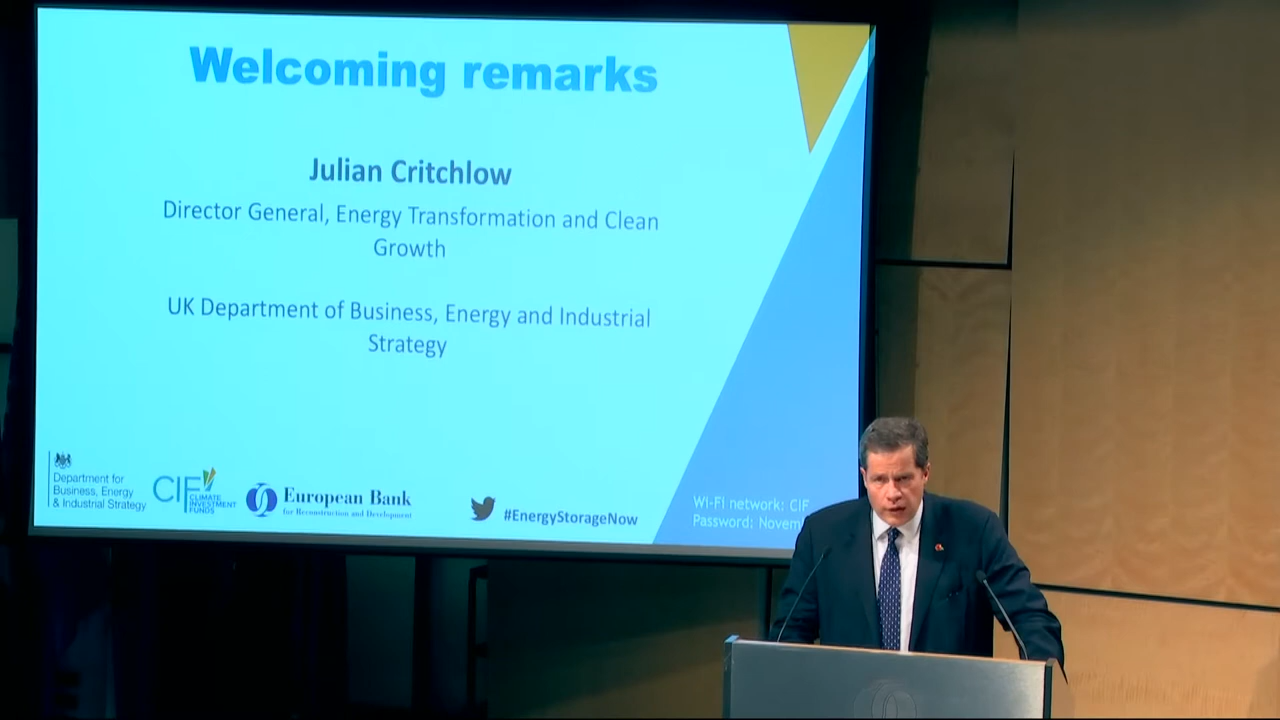 Welcoming remarks
Julian Critchlow
Director General, Energy Transformation and Clean
Growth
UK Department of Business, Energy and Industrial
Strategy
Department for
Business, Energy
& Industrial Strategy
CIF
CLIMATE
INVESTMENT
FUNDS
European Bank
for Reconstruction and Development
#EnergyStorageNow
Wi-Fi network: CIF
Password: Novem